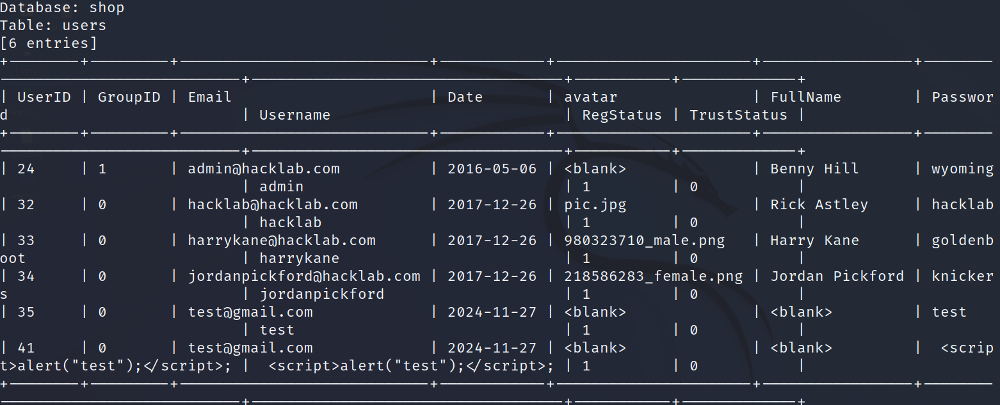 Database: shop
Table: users
[6 entries]
+--------+---------+----------------------------+------------+----------------------+-----------------+--------
---------------------------+-----------------------------------+-----------+-------------+
| UserID | GroupID | Email                      | Date       | avatar               | FullName        | Passwor
d                          | Username                          | RegStatus | TrustStatus |
+--------+---------+----------------------------+------------+----------------------+-----------------+--------
---------------------------+-----------------------------------+-----------+-------------+
| 24     | 1       | admin@hacklab.com          | 2016-05-06 | <blank>              | Benny Hill      | wyoming
                           | admin                             | 1         | 0           |
| 32     | 0       | hacklab@hacklab.com        | 2017-12-26 | pic.jpg              | Rick Astley     | hacklab
                           | hacklab                           | 1         | 0           |
| 33     | 0       | harrykane@hacklab.com      | 2017-12-26 | 980323710_male.png   | Harry Kane      | goldenb
oot                        | harrykane                         | 1         | 0           |
| 34     | 0       | jordanpickford@hacklab.com | 2017-12-26 | 218586283_female.png | Jordan Pickford | knicker
s                          | jordanpickford                    | 1         | 0           |
| 35     | 0       | test@gmail.com             | 2024-11-27 | <blank>              | <blank>         | test
                           | test                              | 1         | 0           |
| 41     | 0       | test@gmail.com             | 2024-11-27 | <blank>              | <blank>         |  <scrip
t>alert("test");</script>; |  <script>alert("test");</script>; | 1         | 0           |
+--------+---------+----------------------------+------------+----------------------+-----------------+--------
---------------------------+-----------------------------------+-----------+-------------+